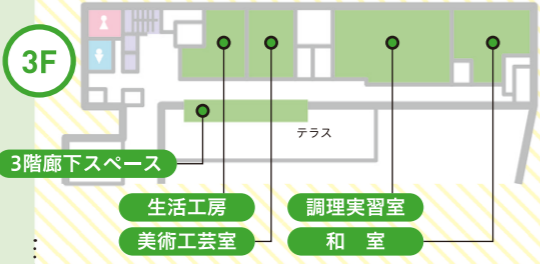 3F
テラス
3階廊下スペース
生活工房
調理実習室
美術工芸室
和 室